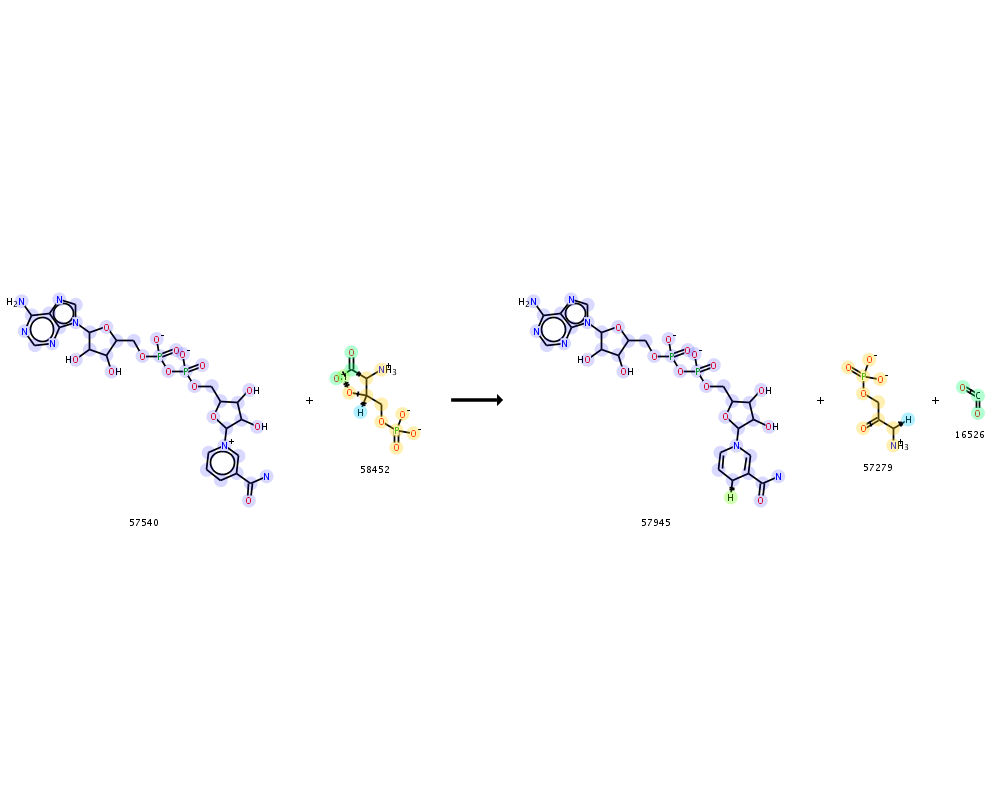 57540
+
58452
57945
+
57279
+
16526
H2N N N N N O HO OH O P O- O O P O- O O O OH OH N+ O N
O O O NH3+ H O P O- O- O
H2N N N N N O HO OH O P O- O O P O- O O O OH OH N H O N
O- O P O- O O H NH3+
O C O